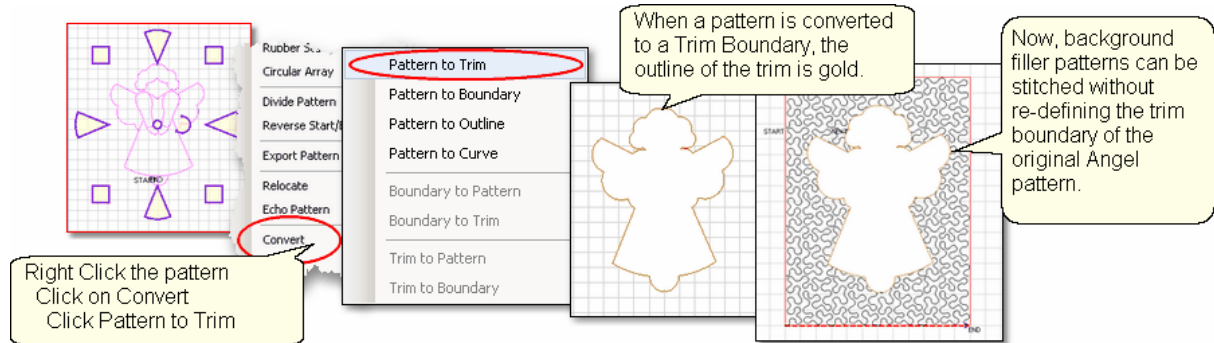 START
END
Right Click the pattern
Click on Convert
Click Pattern to Trim
Circular Array
Divide Pattern
Export Pattern
Relocate
Echo Pattern
Convert
Pattern to Trim
Pattern to Boundary
Pattern to Outline
Pattern to Curve
Boundary to Pattern
Boundary to Trim
Trim to Pattern
Trim to Boundary
When a pattern is converted
to a Trim Boundary, the
outline of the trim is gold.
START
END
Now, background
filler patterns can be
stitched without
re-defining the trim
boundary of the
original Angel
pattern.